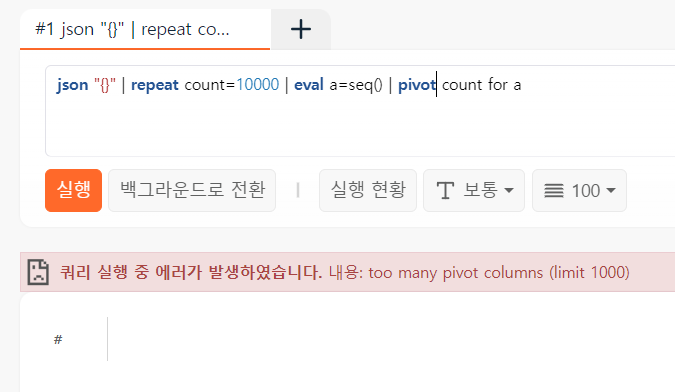 #1 json "{}" | repeat co...
json "{}" | repeat count=10000 | eval a=seq() | pivot count for a
실행 백그라운드로 전환 실행 현황 보통 100
쿼리 실행 중 에러가 발생하였습니다. 내용: too many pivot columns (limit 1000)
#